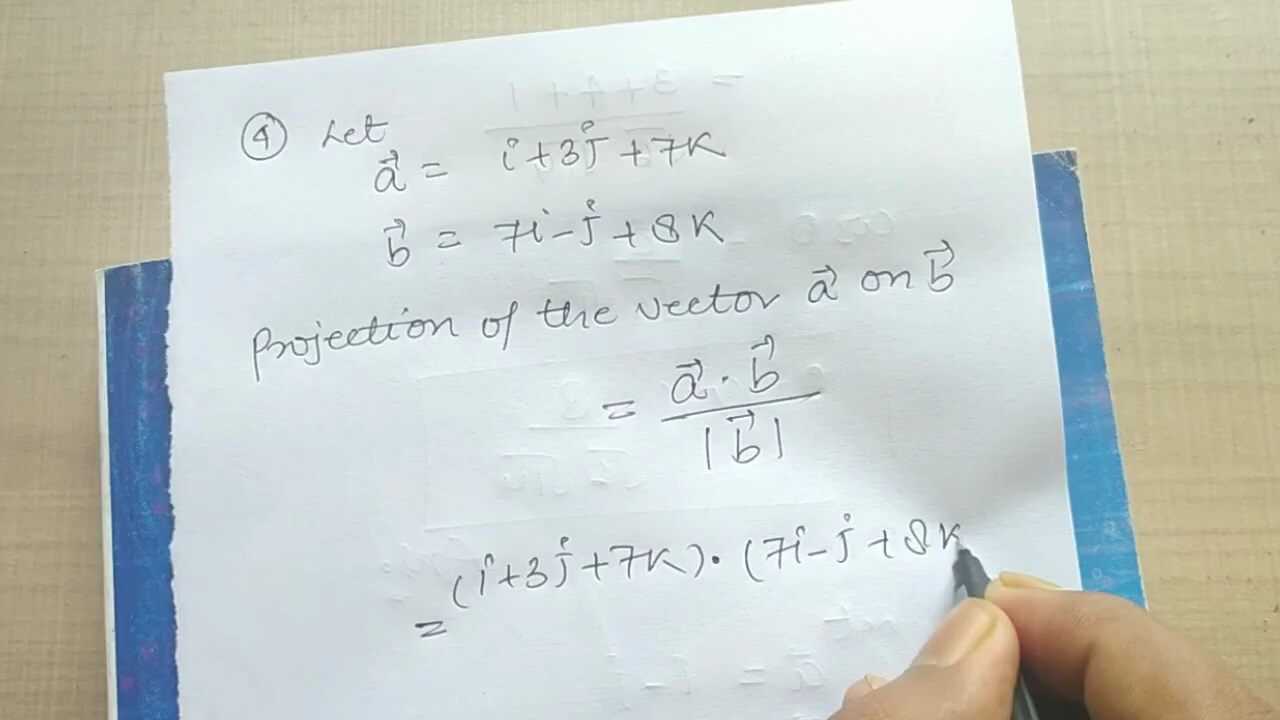 ④ Let
a⃗ = i+3j+7k
b⃗ = 7i-j+8k
Projection of the vector a⃗ on b⃗
= a⃗ . b⃗
|b⃗|
= (i+3j+7k).(7i-j+8k